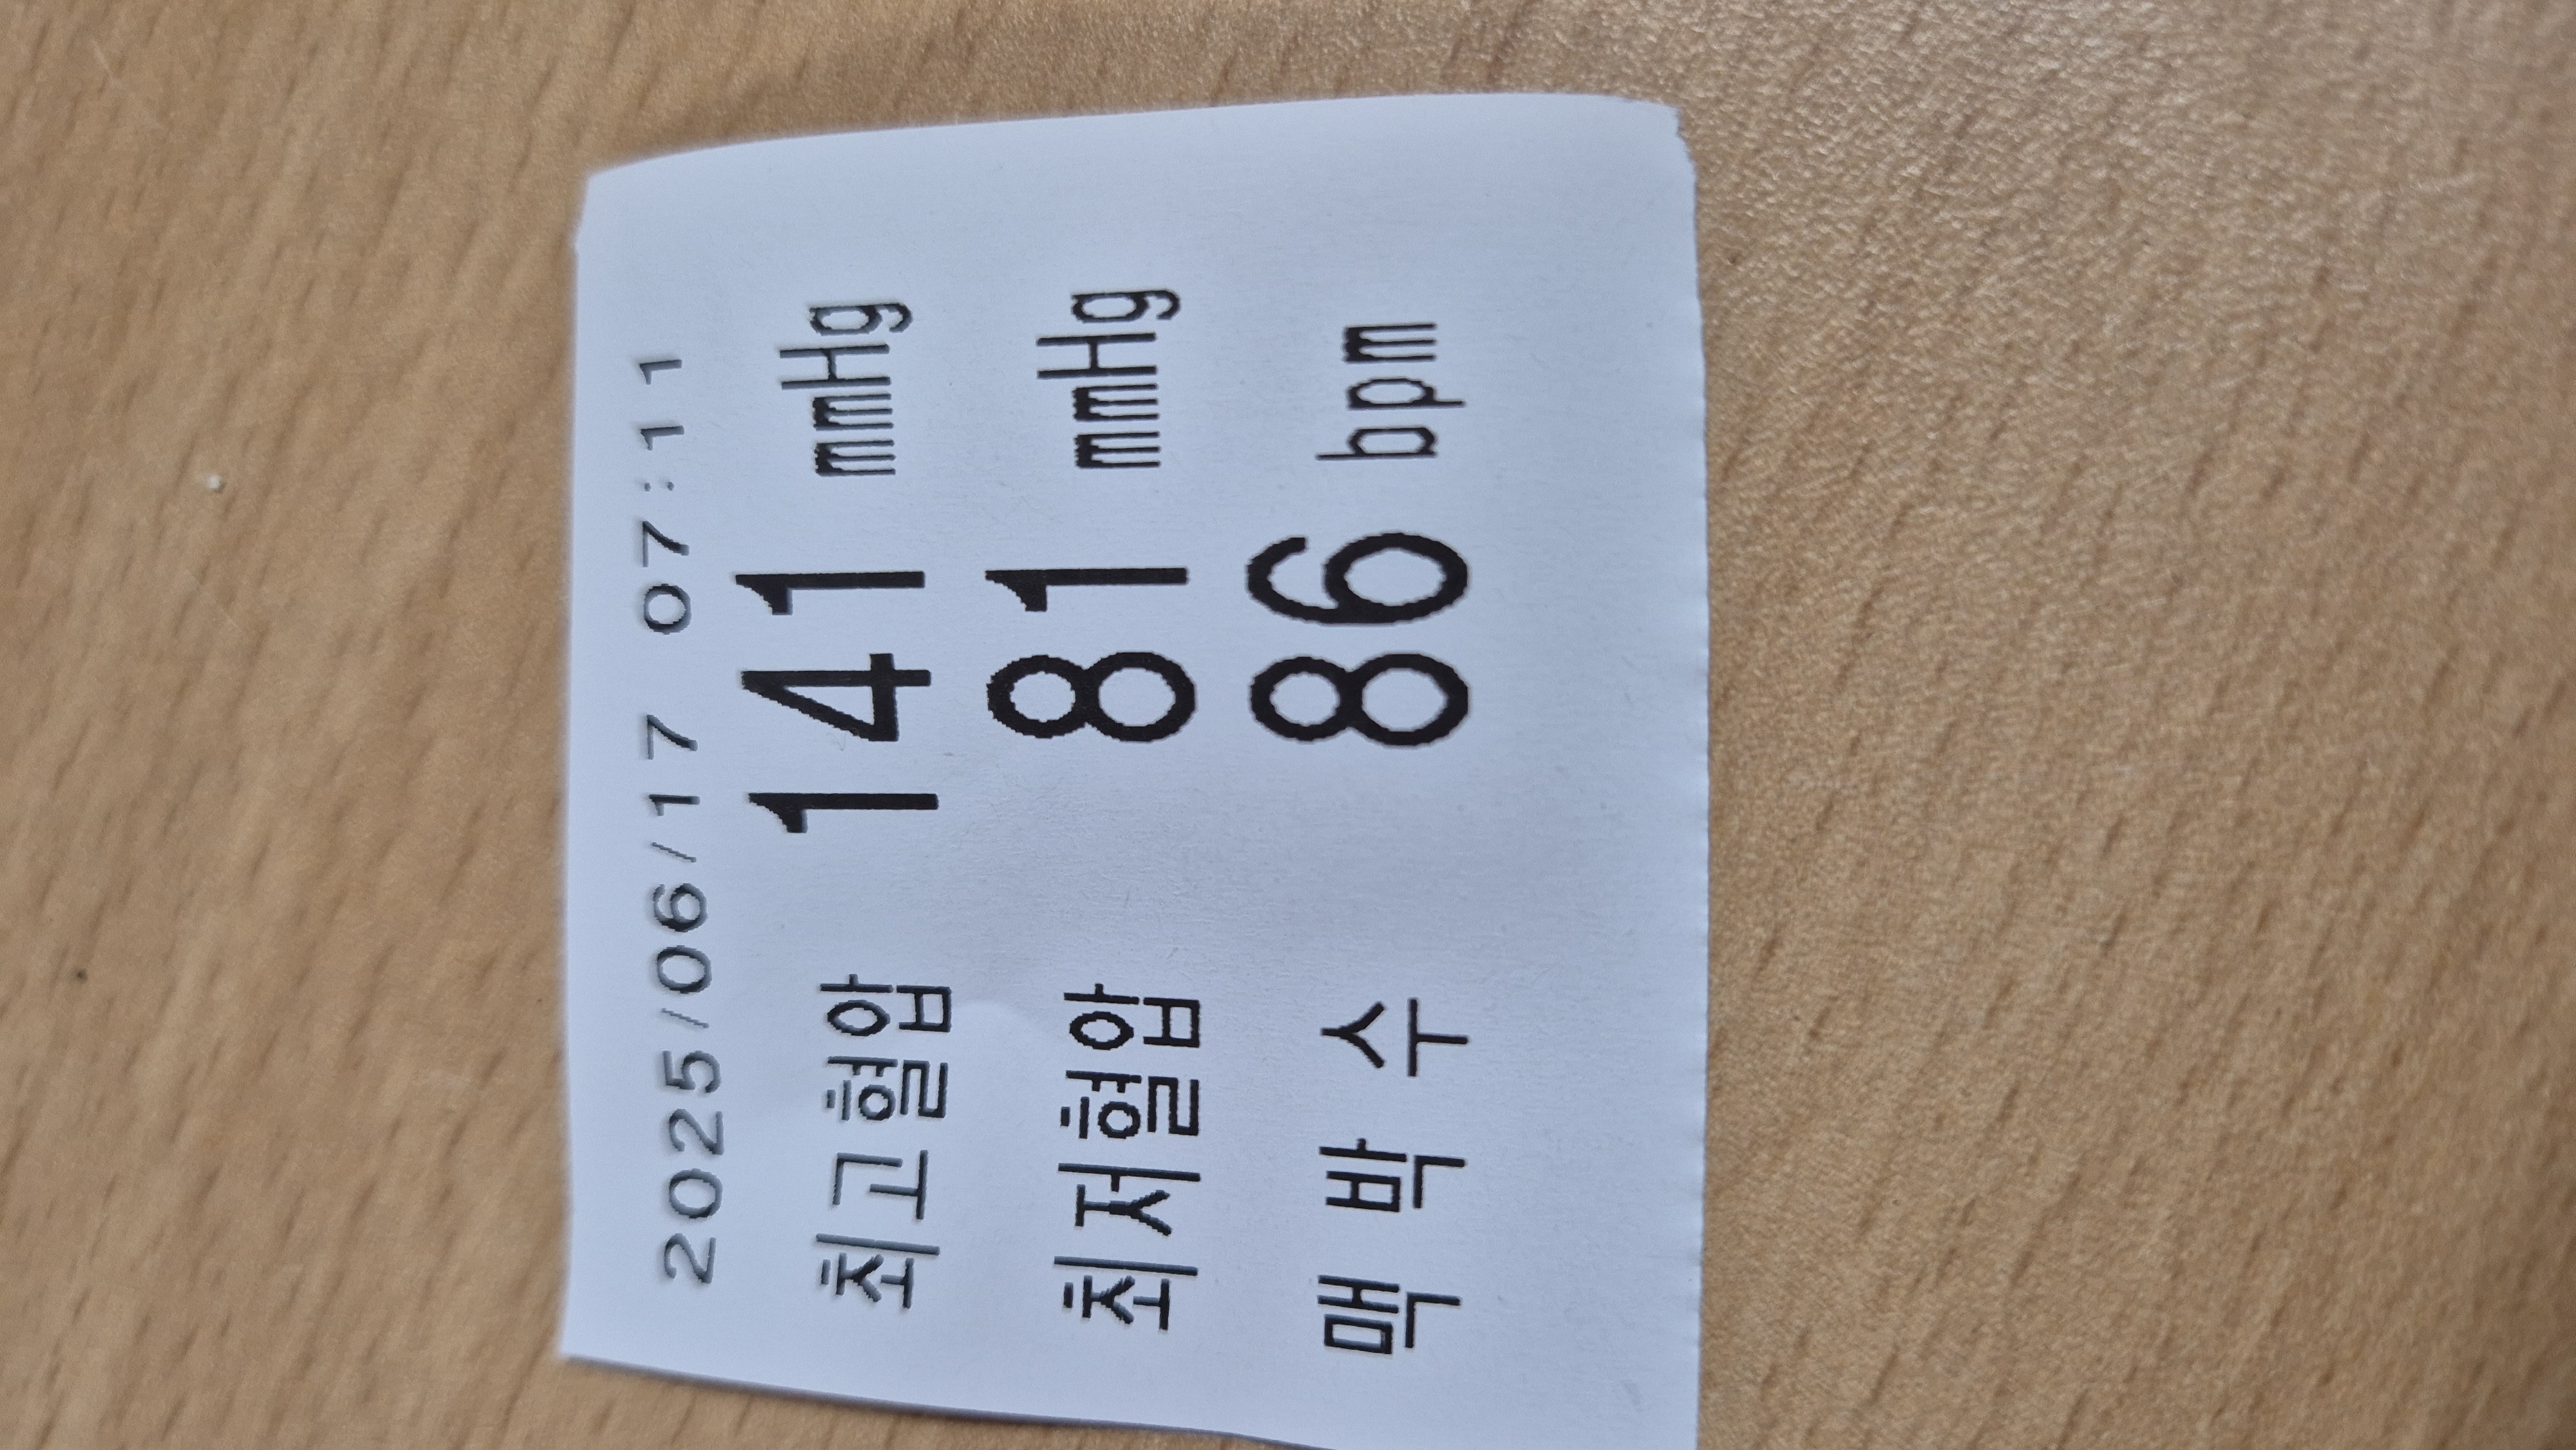 2025/06/17 07:11
최고혈압 141 mmHg
최저혈압 81 mmHg
맥 박 수 86 bpm